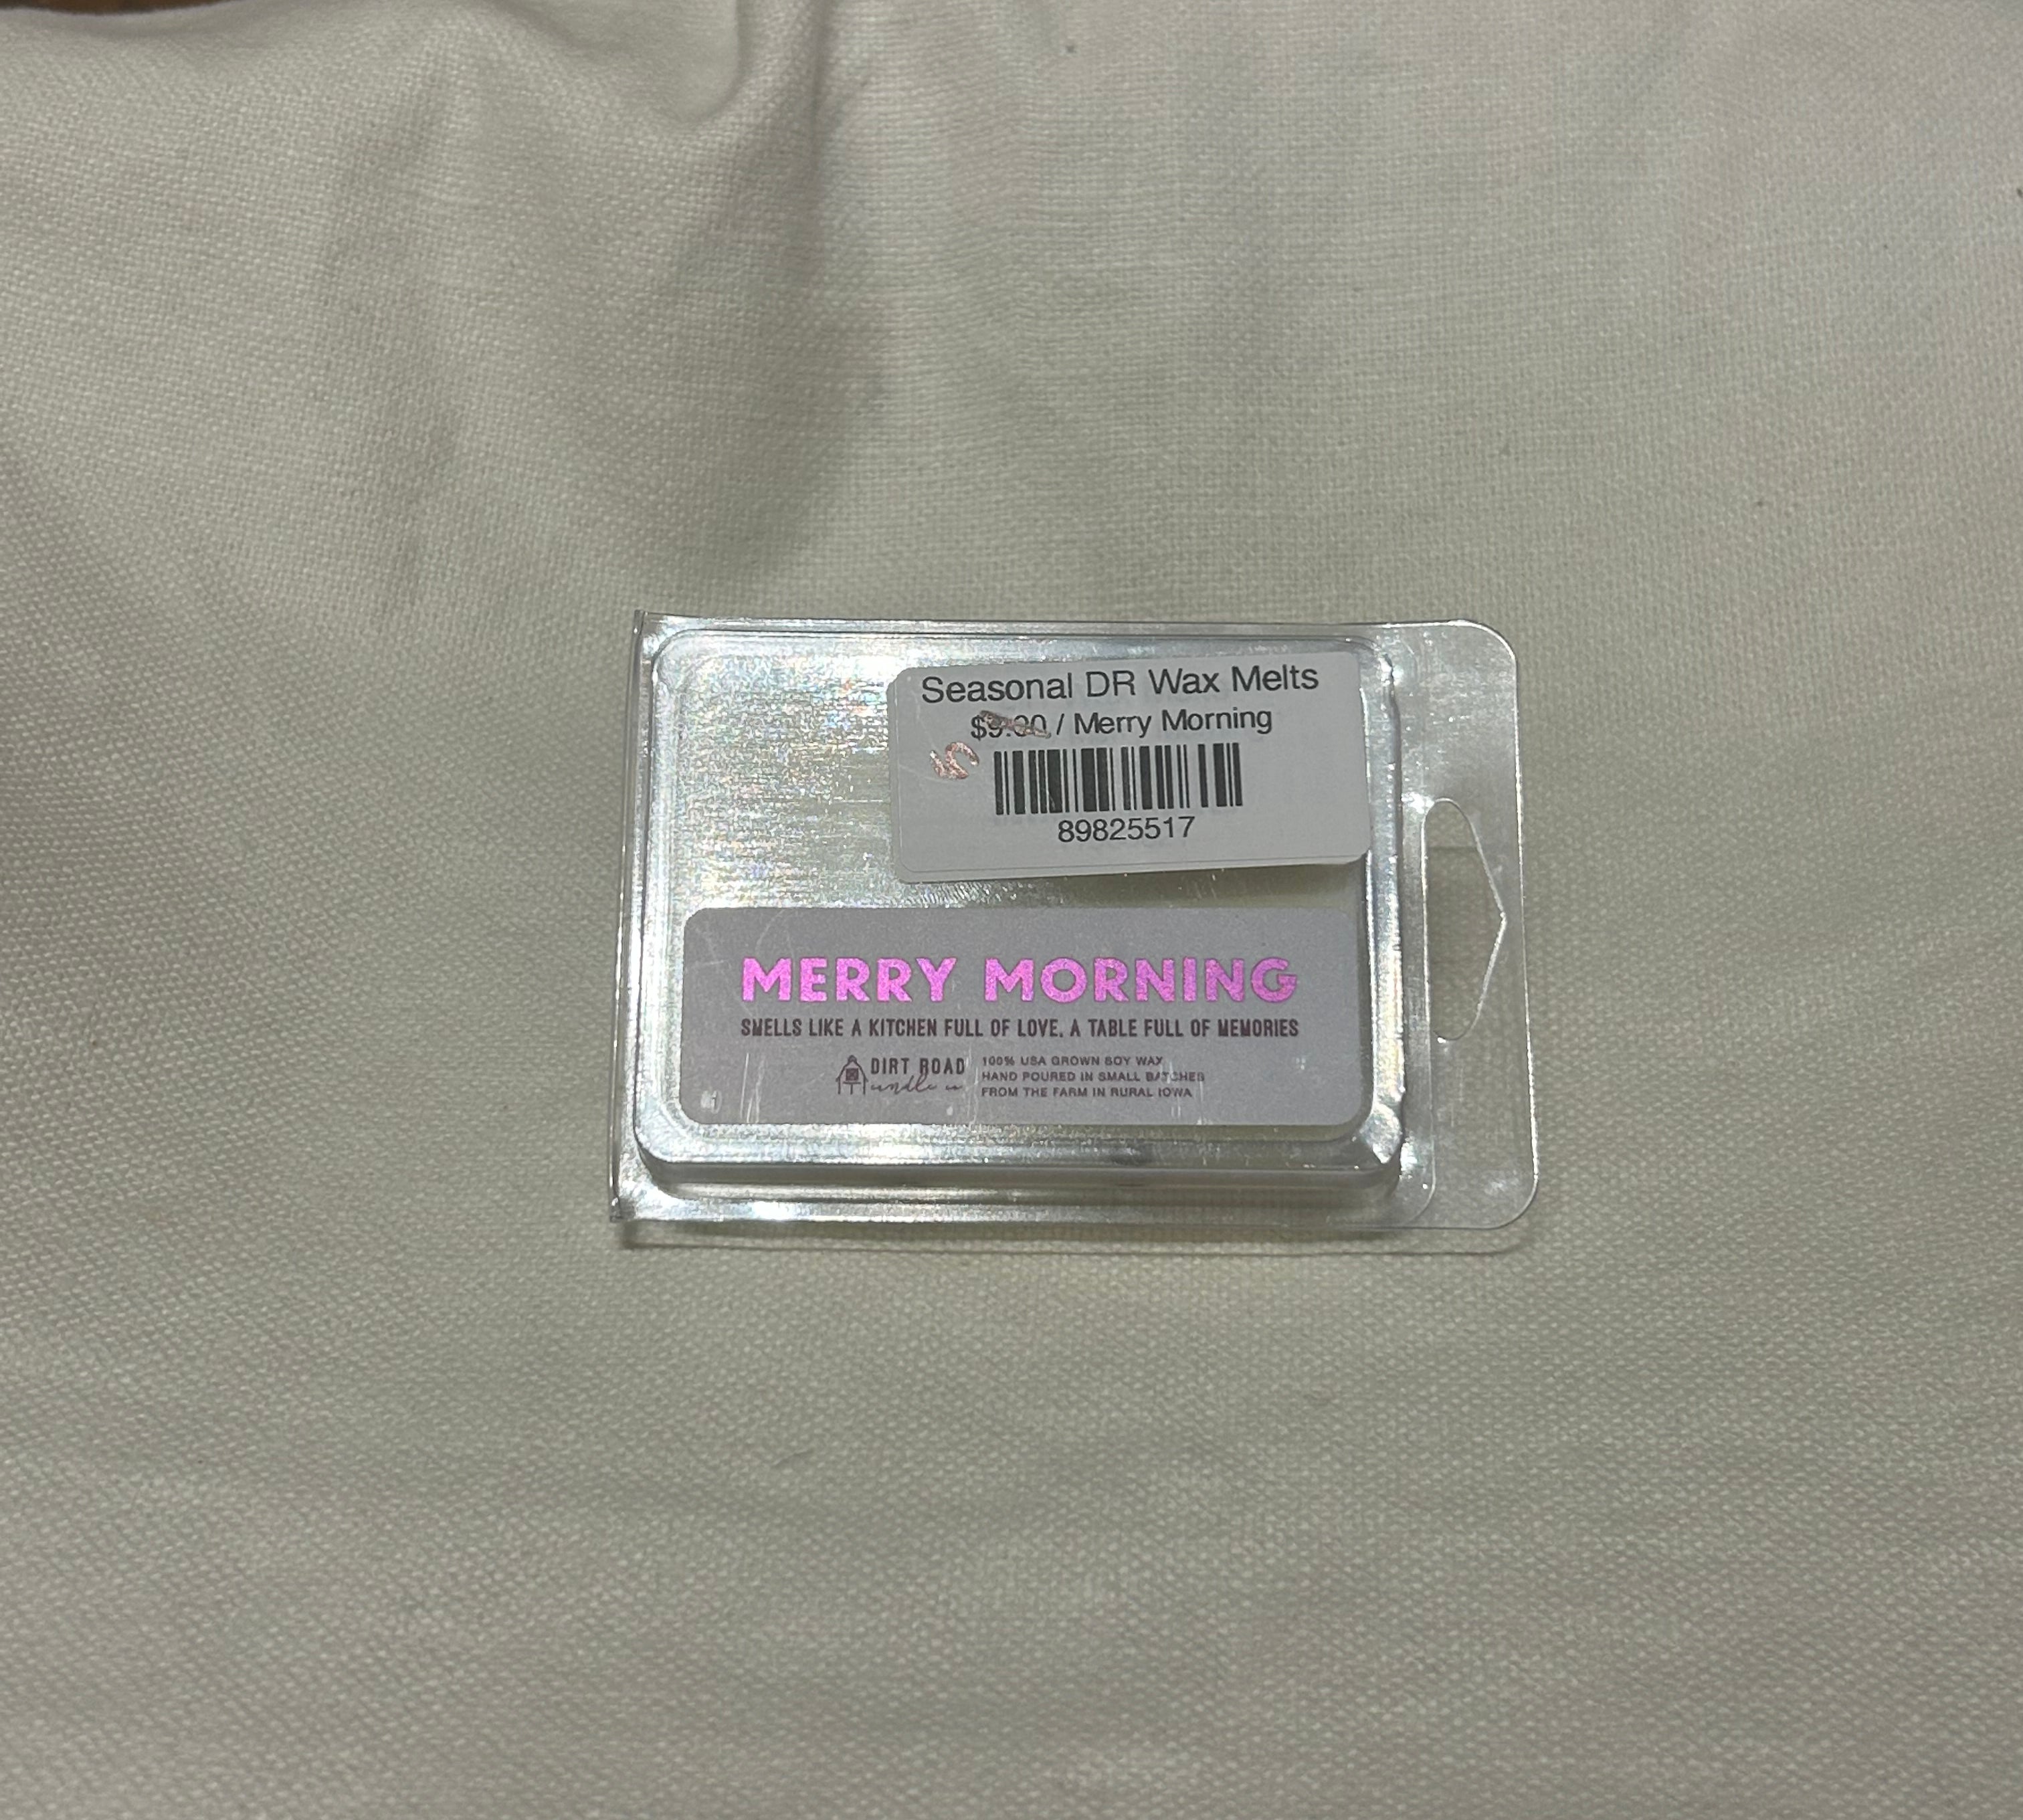 Seasonal DR Wax Melts
$9.00 / Merry Morning
5
89825517
MERRY MORNING
SMELLS LIKE A KITCHEN FULL OF LOVE, A TABLE FULL OF MEMORIES
DIRT ROAD
candle co
100% USA GROWN SOY WAX
HAND POURED IN SMALL BATCHES
FROM THE FARM IN RURAL IOWA